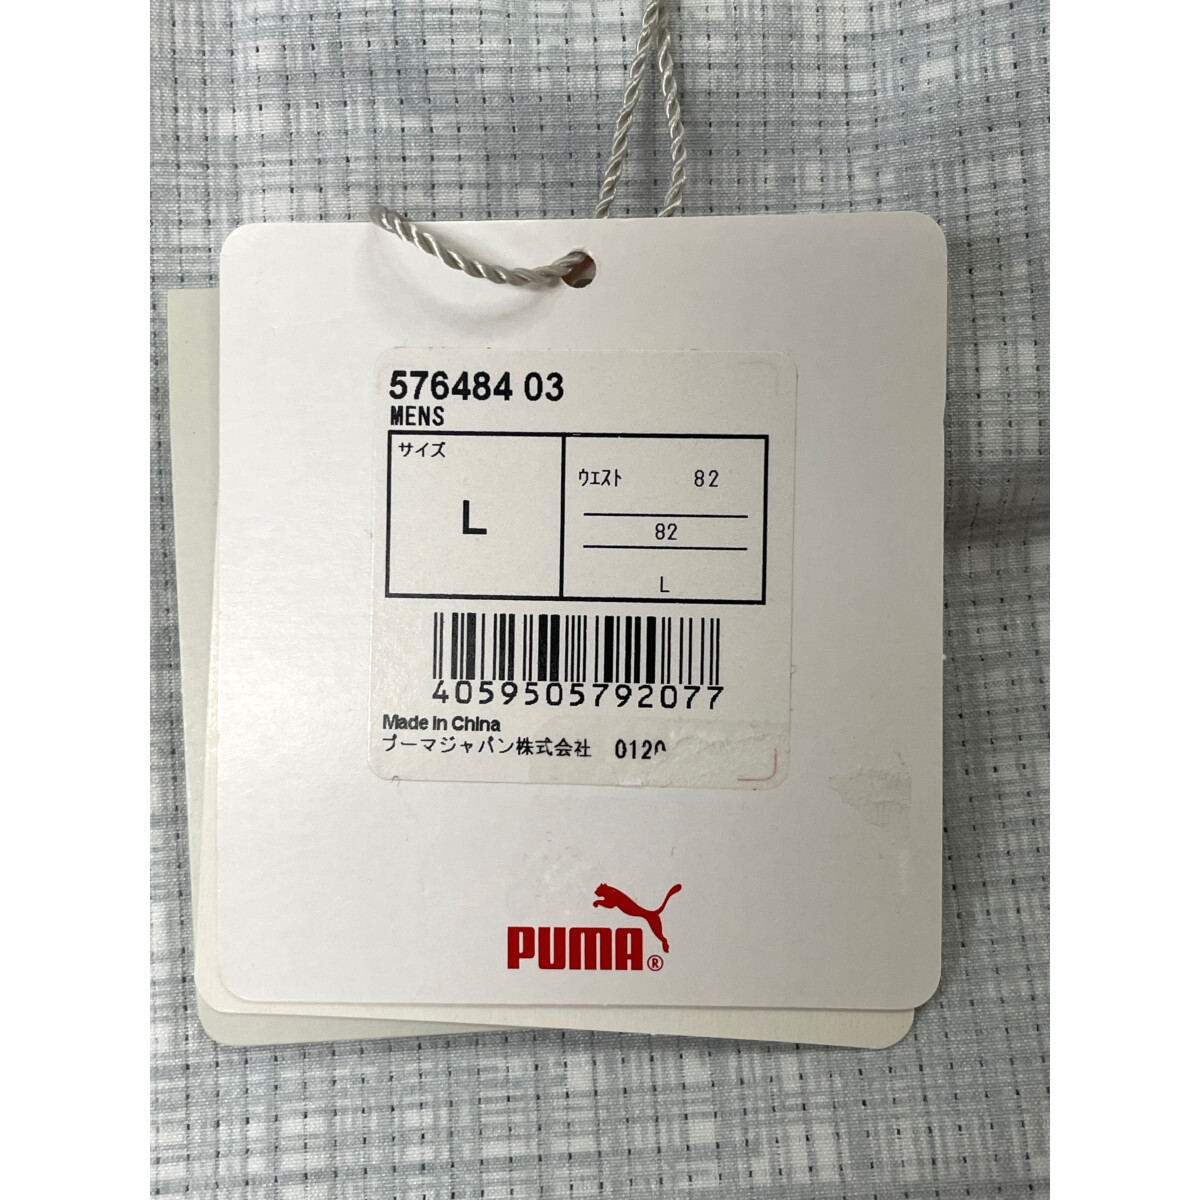 576484 03
MENS
サイズ
L
ウエスト 82
82
L
4059505792077
Made in China
プーマジャパン株式会社 0120
PUMA®